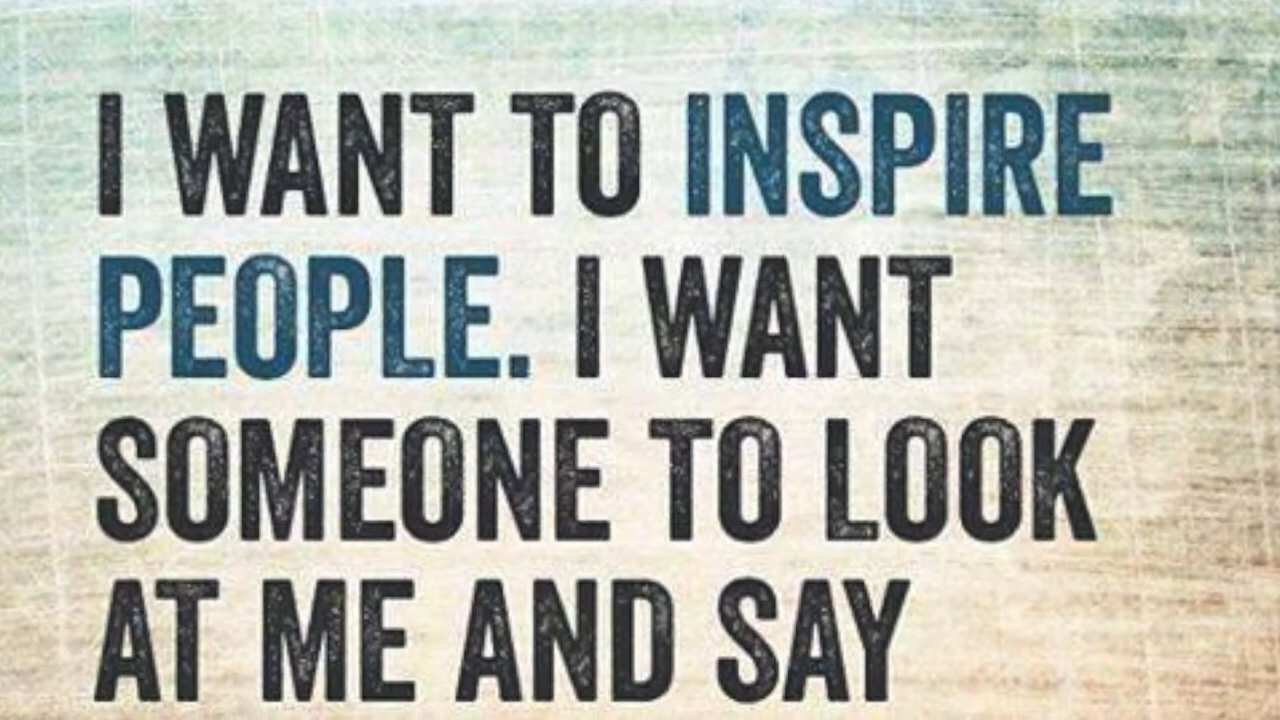 I WANT TO INSPIRE
PEOPLE. I WANT
SOMEONE TO LOOK
AT ME AND SAY